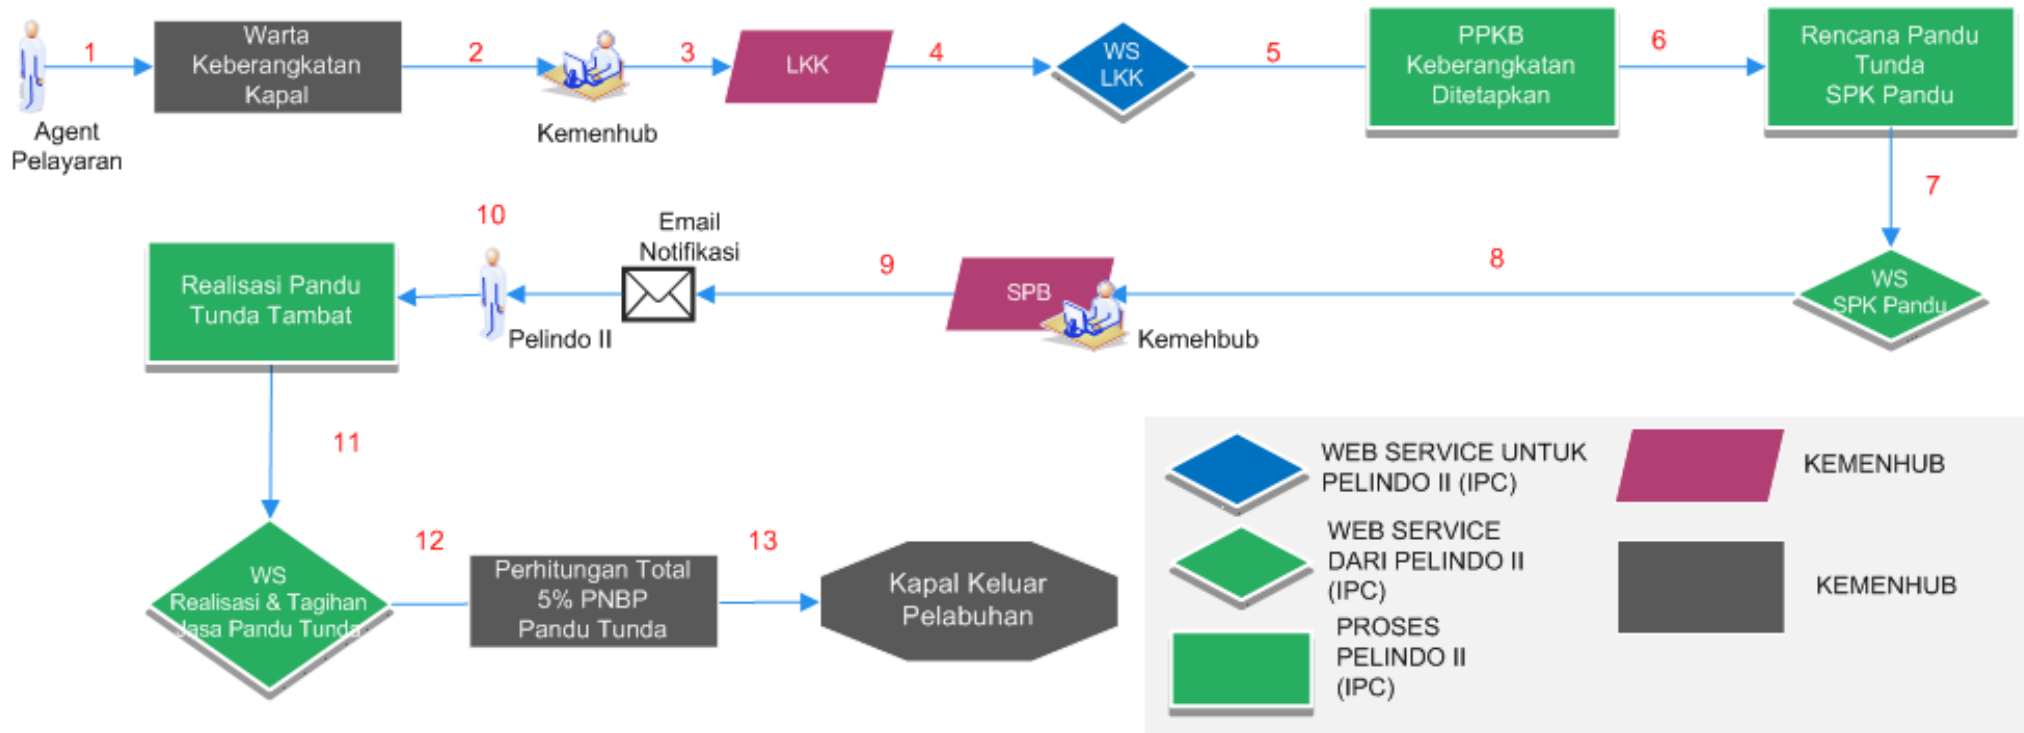 1
Warta
Keberangkatan
Kapal
2
3
LKK
4
WS
LKK
5
PPKB
Keberangkatan
Ditetapkan
6
Rencana Pandu
Tunda
SPK Pandu
Agent
Pelayaran
Kemenhub
7
WS
SPK Pandu
8
SPB
Kemehbub
9
Email
Notifikasi
10
Pelindo II
Realisasi Pandu
Tunda Tambat
11
WS
Realisasi & Tagihan
Jasa Pandu Tunda
12
Perhitungan Total
5% PNBP
Pandu Tunda
13
Kapal Keluar
Pelabuhan
WEB SERVICE UNTUK
PELINDO II (IPC)
KEMENHUB
WEB SERVICE
DARI PELINDO II
(IPC)
KEMENHUB
PROSES
PELINDO II
(IPC)